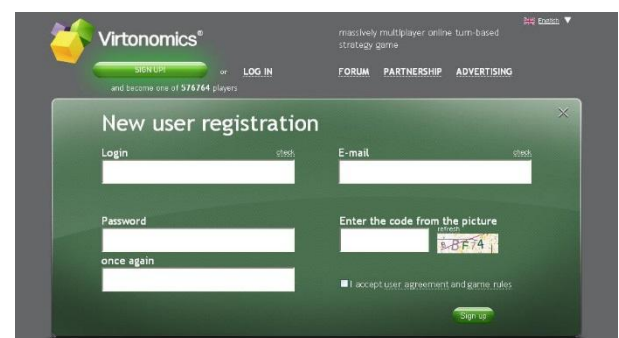 English ▼
Virtonomics®
massively multiplayer online turn-based
strategy game
SIGN UP! or LOG IN
FORUM PARTNERSHIP ADVERTISING
and become one of 576764 players
New user registration
Login check
E-mail check
Password
Enter the code from the picture
refresh
once again
I accept user agreement and game rules
Sign up